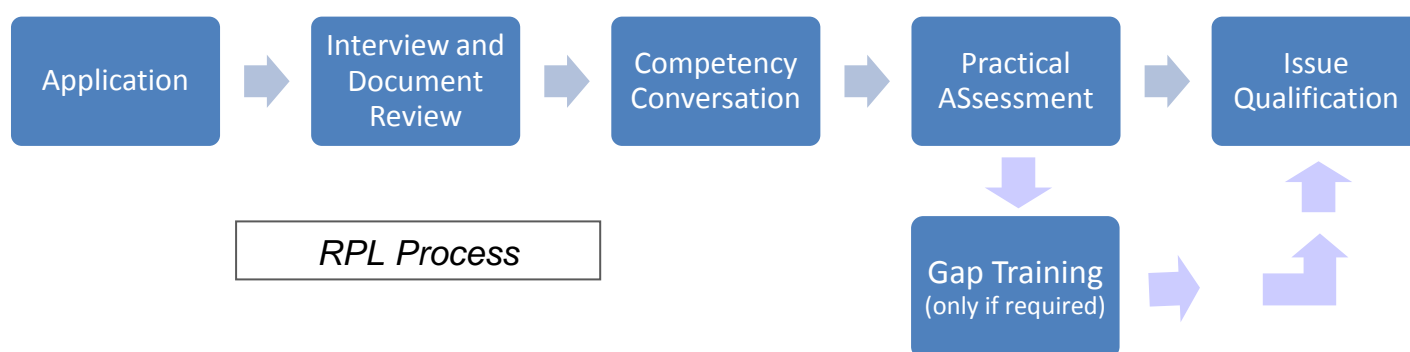 Application
Interview and
Document
Review
Competency
Conversation
Practical
ASsessment
Issue
Qualification
RPL Process
Gap Training
(only if required)